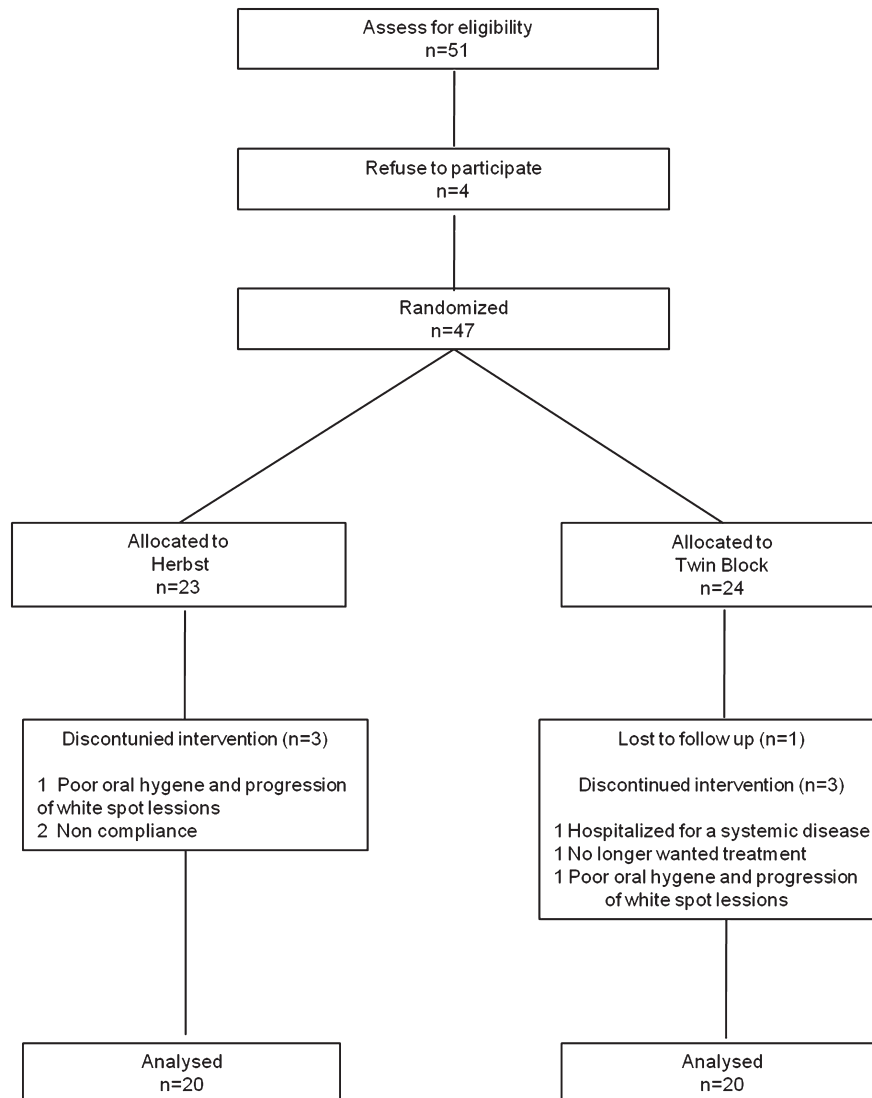 Assess for eligibility
n=51
Refuse to participate
n=4
Randomized
n=47
Allocated to
Herbst
n=23
Allocated to
Twin Block
n=24
Discontunied intervention (n=3)
1 Poor oral hygene and progression
of white spot lessions
2 Non compliance
Lost to follow up (n=1)
Discontinued intervention (n=3)
1 Hospitalized for a systemic disease
1 No longer wanted treatment
1 Poor oral hygiene and progression
of white spot lessions
Analysed
n=20
Analysed
n=20